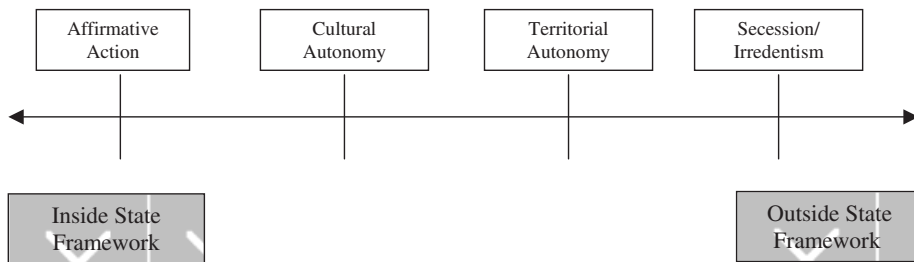 Affirmative
Action
Cultural
Autonomy
Territorial
Autonomy
Secession/
Irredentism
Inside State
Framework
Outside State
Framework